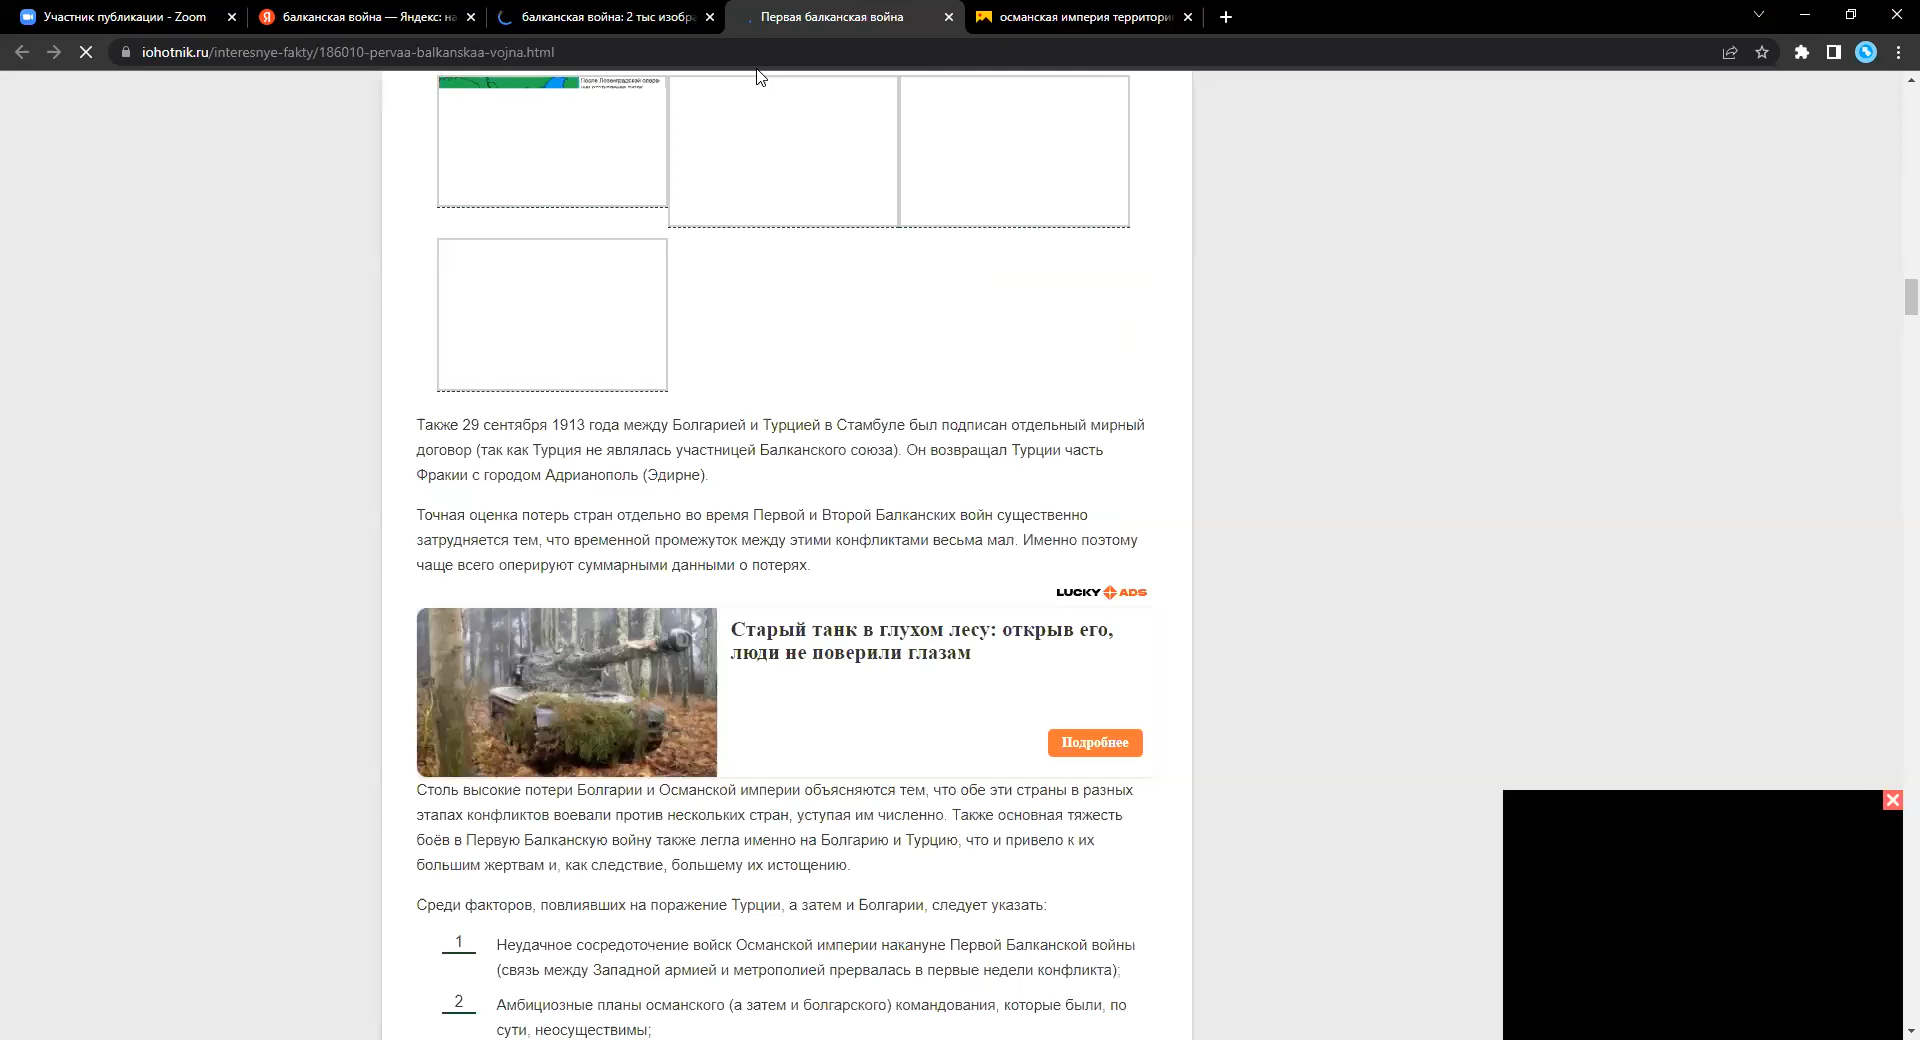 Участник публикации - Zoom
балканская война — Яндекс: на
балканская война: 2 тыс изобра
Первая балканская война
османская империя территори
iohotnik.ru/interesnye-fakty/186010-pervaa-balkanskaa-vojna.html
После Лозенградской опера-
Также 29 сентября 1913 года между Болгарией и Турцией в Стамбуле был подписан отдельный мирный
договор (так как Турция не являлась участницей Балканского союза). Он возвращал Турции часть
Фракии с городом Адрианополь (Эдирне).
Точная оценка потерь стран отдельно во время Первой и Второй Балканских войн существенно
затрудняется тем, что временной промежуток между этими конфликтами весьма мал. Именно поэтому
чаще всего оперируют суммарными данными о потерях.
LUCKY ADS
Старый танк в глухом лесу: открыв его,
люди не поверили глазам
Подробнее
Столь высокие потери Болгарии и Османской империи объясняются тем, что обе эти страны в разных
этапах конфликтов воевали против нескольких стран, уступая им численно. Также основная тяжесть
боёв в Первую Балканскую войну также легла именно на Болгарию и Турцию, что и привело к их
большим жертвам и, как следствие, большему их истощению.
Среди факторов, повлиявших на поражение Турции, а затем и Болгарии, следует указать:
1 Неудачное сосредоточение войск Османской империи накануне Первой Балканской войны
(связь между Западной армией и метрополией прервалась в первые недели конфликта);
2 Амбициозные планы османского (а затем и болгарского) командования, которые были, по
сути, неосуществимы;